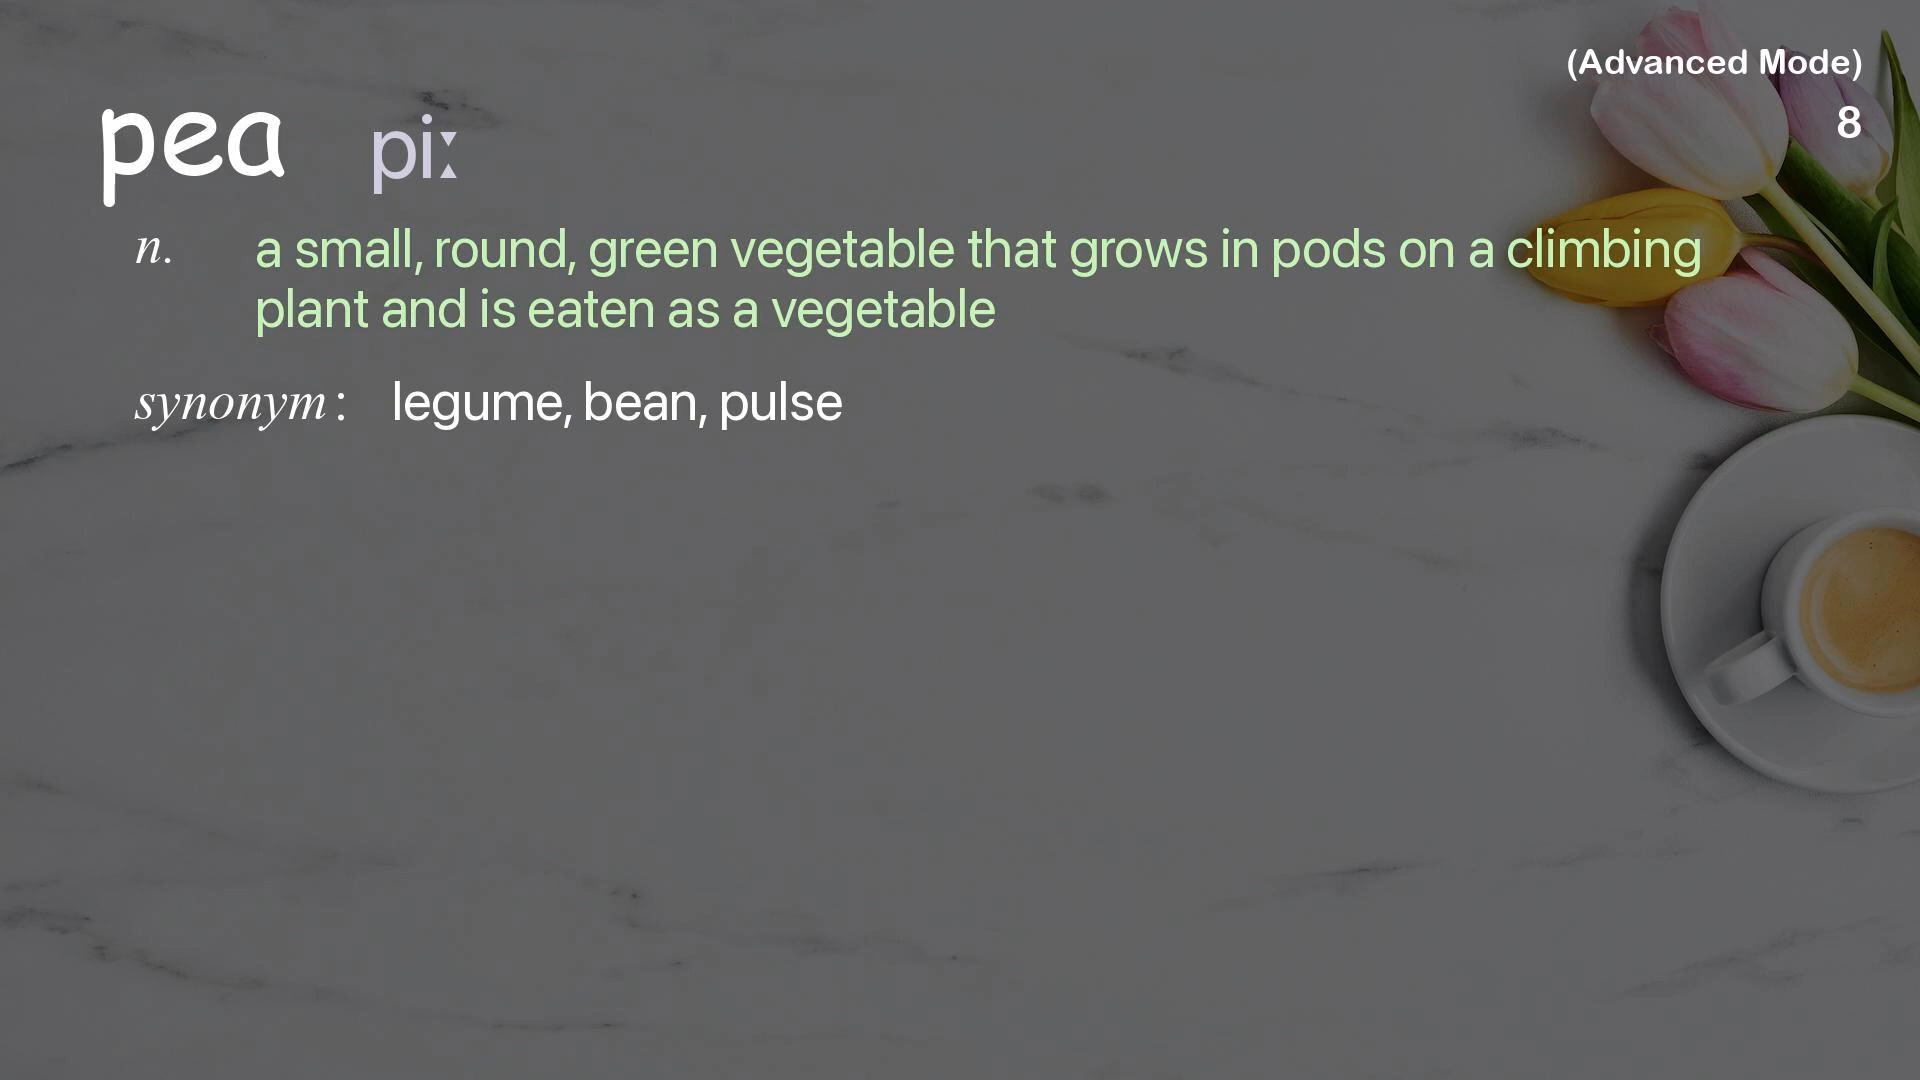 (Advanced Mode)
8
pea piː
n. a small, round, green vegetable that grows in pods on a climbing
plant and is eaten as a vegetable
synonym: legume, bean, pulse